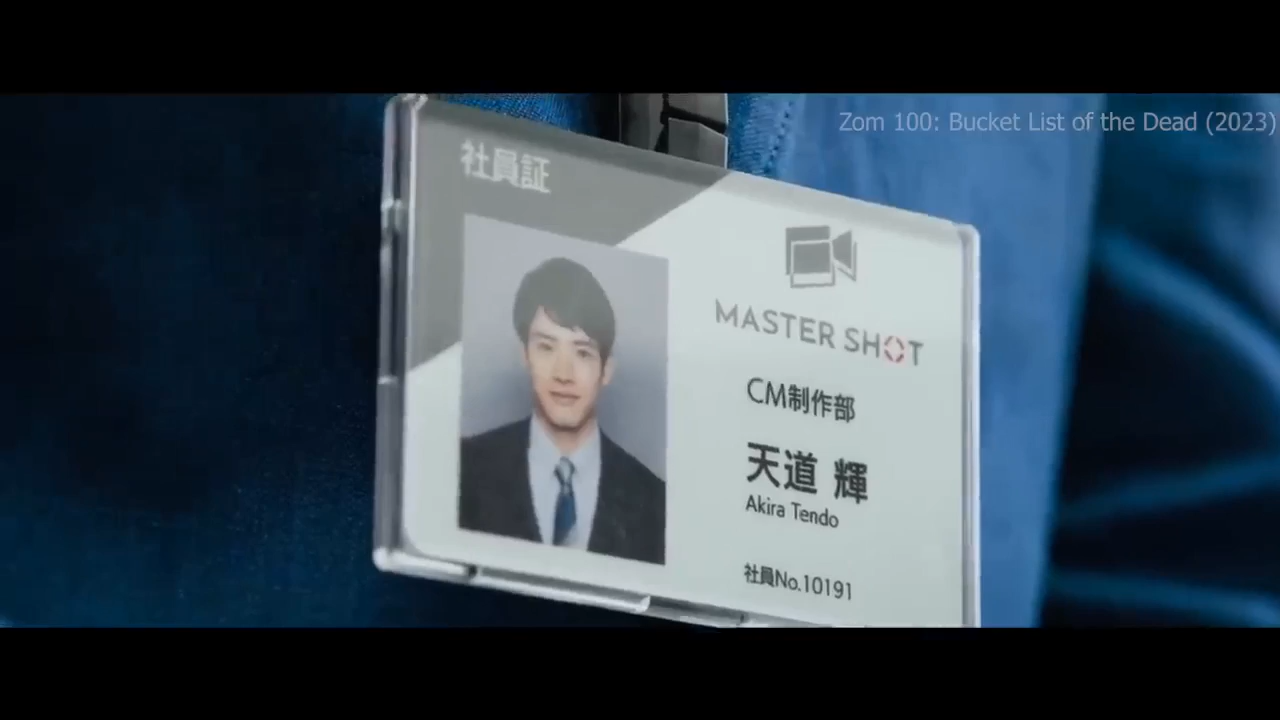 Zom 100: Bucket List of the Dead (2023)
社員証
MASTER SHOT
CM制作部
天道 輝
Akira Tendo
社員No.10191